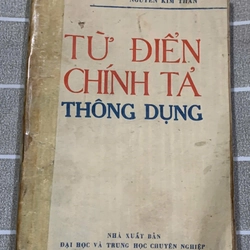 NGUYỄN KIM THẢN
TỪ ĐIỂN
CHÍNH TẢ
THÔNG DỤNG
NHÀ XUẤT BẢN
ĐẠI HỌC VÀ TRUNG HỌC CHUYÊN NGHIỆP